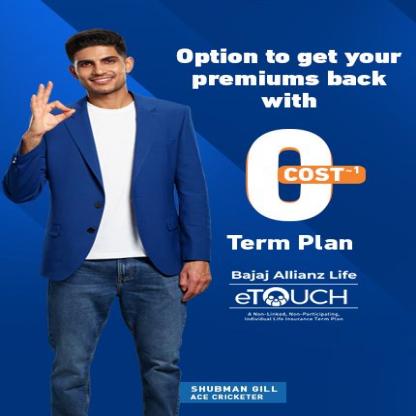 Option to get your
premiums back
with
0
COST~1
Term Plan
Bajaj Allianz Life
eTOUCH
A Non-Linked, Non-Participating,
Individual Life Insurance Term Plan
SHUBMAN GILL
ACE CRICKETER